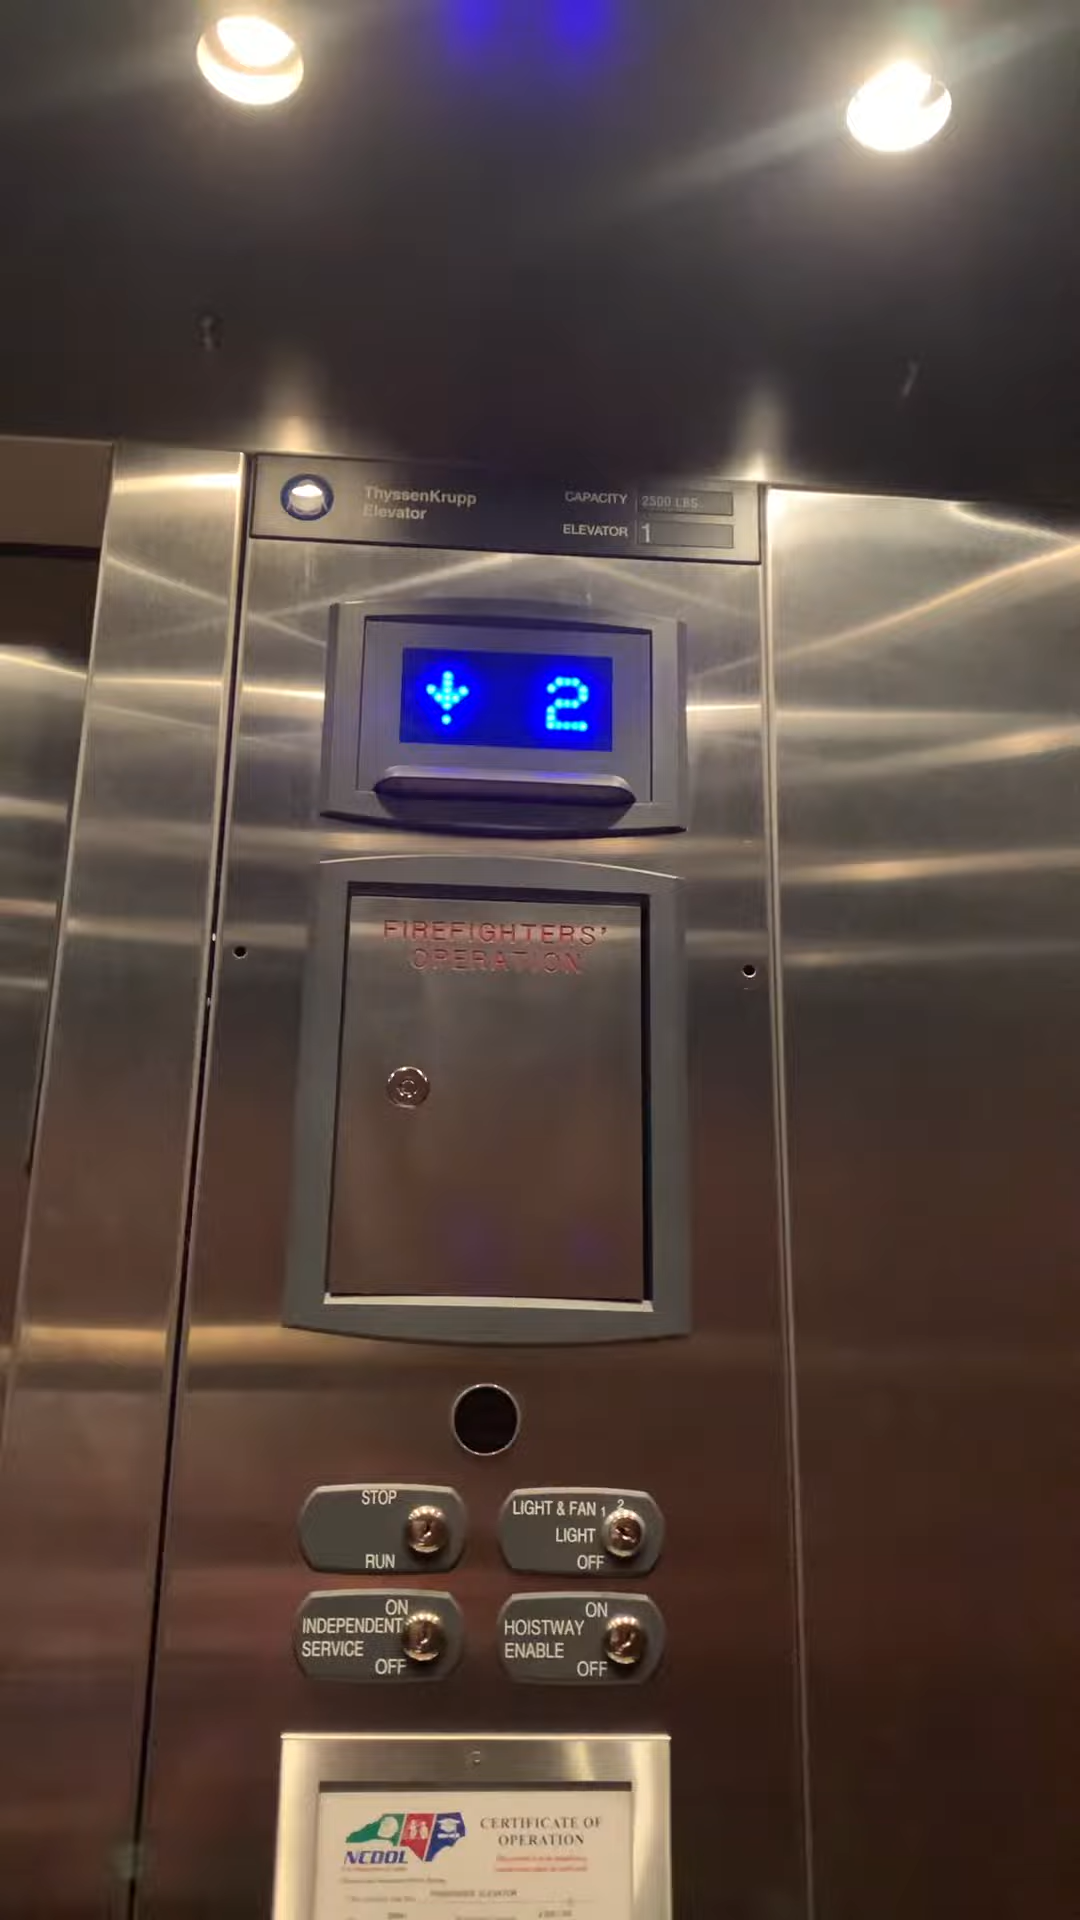 ThyssenKrupp
Elevator
CAPACITY 2500 LBS.
ELEVATOR 1
2
FIREFIGHTERS'
OPERATION
STOP
RUN
LIGHT & FAN 1 2
LIGHT
OFF
ON
INDEPENDENT
SERVICE
OFF
ON
HOISTWAY
ENABLE
OFF
NCDOL
CERTIFICATE OF
OPERATION
PASSENGER ELEVATOR